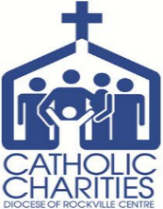 CATHOLIC
CHARITIES
DIOCESE OF ROCKVILLE CENTRE